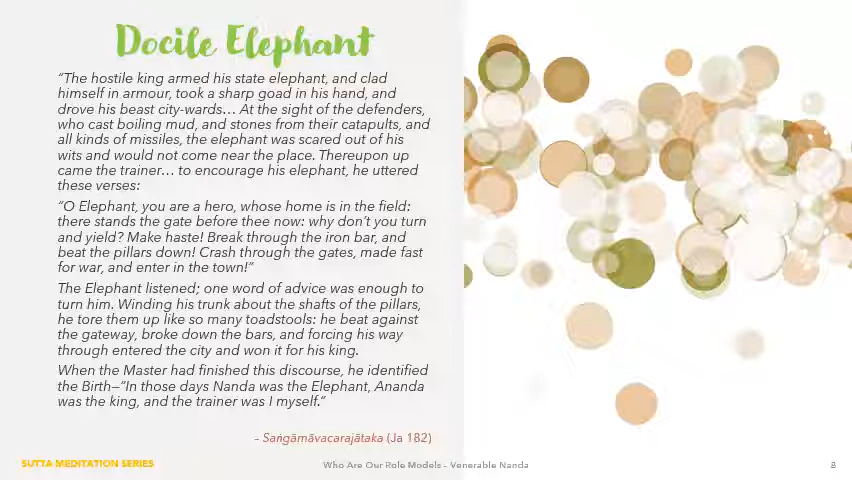 Docile Elephant
“The hostile king armed his state elephant, and clad
himself in armour, took a sharp goad in his hand, and
drove his beast city-wards… At the sight of the defenders,
who cast boiling mud, and stones from their catapults, and
all kinds of missiles, the elephant was scared out of his
wits and would not come near the place. Thereupon up
came the trainer… to encourage his elephant, he uttered
these verses:
“O Elephant, you are a hero, whose home is in the field:
there stands the gate before thee now: why don’t you turn
and yield? Make haste! Break through the iron bar, and
beat the pillars down! Crash through the gates, made fast
for war, and enter in the town!”
The Elephant listened; one word of advice was enough to
turn him. Winding his trunk about the shafts of the pillars,
he tore them up like so many toadstools: he beat against
the gateway, broke down the bars, and forcing his way
through entered the city and won it for his king.
When the Master had finished this discourse, he identified
the Birth—“In those days Nanda was the Elephant, Ananda
was the king, and the trainer was I myself.”
– Saṅgāmāvacarajātaka (Ja 182)
SUTTA MEDITATION SERIES
Who Are Our Role Models – Venerable Nanda
8